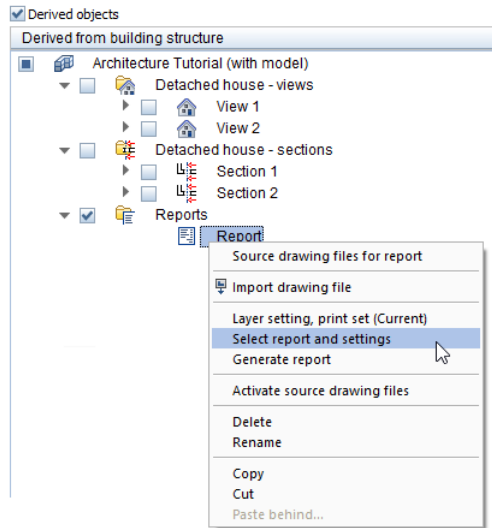 Derived objects
Derived from building structure
Architecture Tutorial (with model)
Detached house - views
View 1
View 2
Detached house - sections
Section 1
Section 2
Reports
Report
Source drawing files for report
Import drawing file
Layer setting, print set (Current)
Select report and settings
Generate report
Activate source drawing files
Delete
Rename
Copy
Cut
Paste behind...